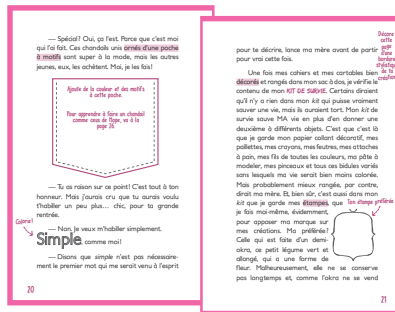 — Spécial? Oui, ça l'est. Parce que c'est moi
qui l'ai fait. Ces chandails unis ornés d'une poche
à motifs sont super à la mode, mais les autres
jeunes, eux, les achètent. Moi, je les fais!
Ajoute de la couleur et des motifs
à cette poche.
Pour apprendre à faire un chandail
comme ceux de Hope, va à la
page 26.
— Tu as raison sur ce point! C'est tout à ton
honneur. Mais j'aurais cru que tu aurais voulu
t'habiller un peu plus... chic, pour ta grande
rentrée.
Colorie!
— Non. Je veux m'habiller simplement.
Simple, comme moi!
— Disons que simple n'est pas nécessaire-
ment le premier mot qui me serait venu à l'esprit
20
Décore
cette
page
d'une
bordure
stylistique
de ta
création
pour te décrire, lance ma mère avant de partir
pour vrai cette fois.
Une fois mes cahiers et mes cartables bien
décorés et rangés dans mon sac à dos, je vérifie le
contenu de mon KIT DE SURVIE. Certains diraient
qu'il n'y a rien dans mon kit qui puisse vraiment
sauver une vie, mais ils auraient tort. Mon kit de
survie sauve MA vie en plus d'en donner une
deuxième à différents objets. C'est que c'est là
que je garde mon papier collant décoratif, mes
paillettes, mes crayons, mes feutres, mes attaches
à pain, mes fils de toutes les couleurs, ma pâte à
modeler, mes pinceaux et tous ces bidules variés
sans lesquels ma vie serait bien moins colorée.
Mais probablement mieux rangée, par contre,
dirait ma mère. Et, bien sûr, c'est aussi dans mon
kit que je garde mes étampes, que
Ton étampe préférée
je fais moi-même, évidemment,
pour apposer ma marque sur
mes créations. Ma préférée?
Celle qui est faite d'un demi-
okra, ce petit légume vert et
allongé, qui a une forme de
fleur. Malheureusement, elle ne se conserve
pas longtemps et, comme l'okra ne se vend
21